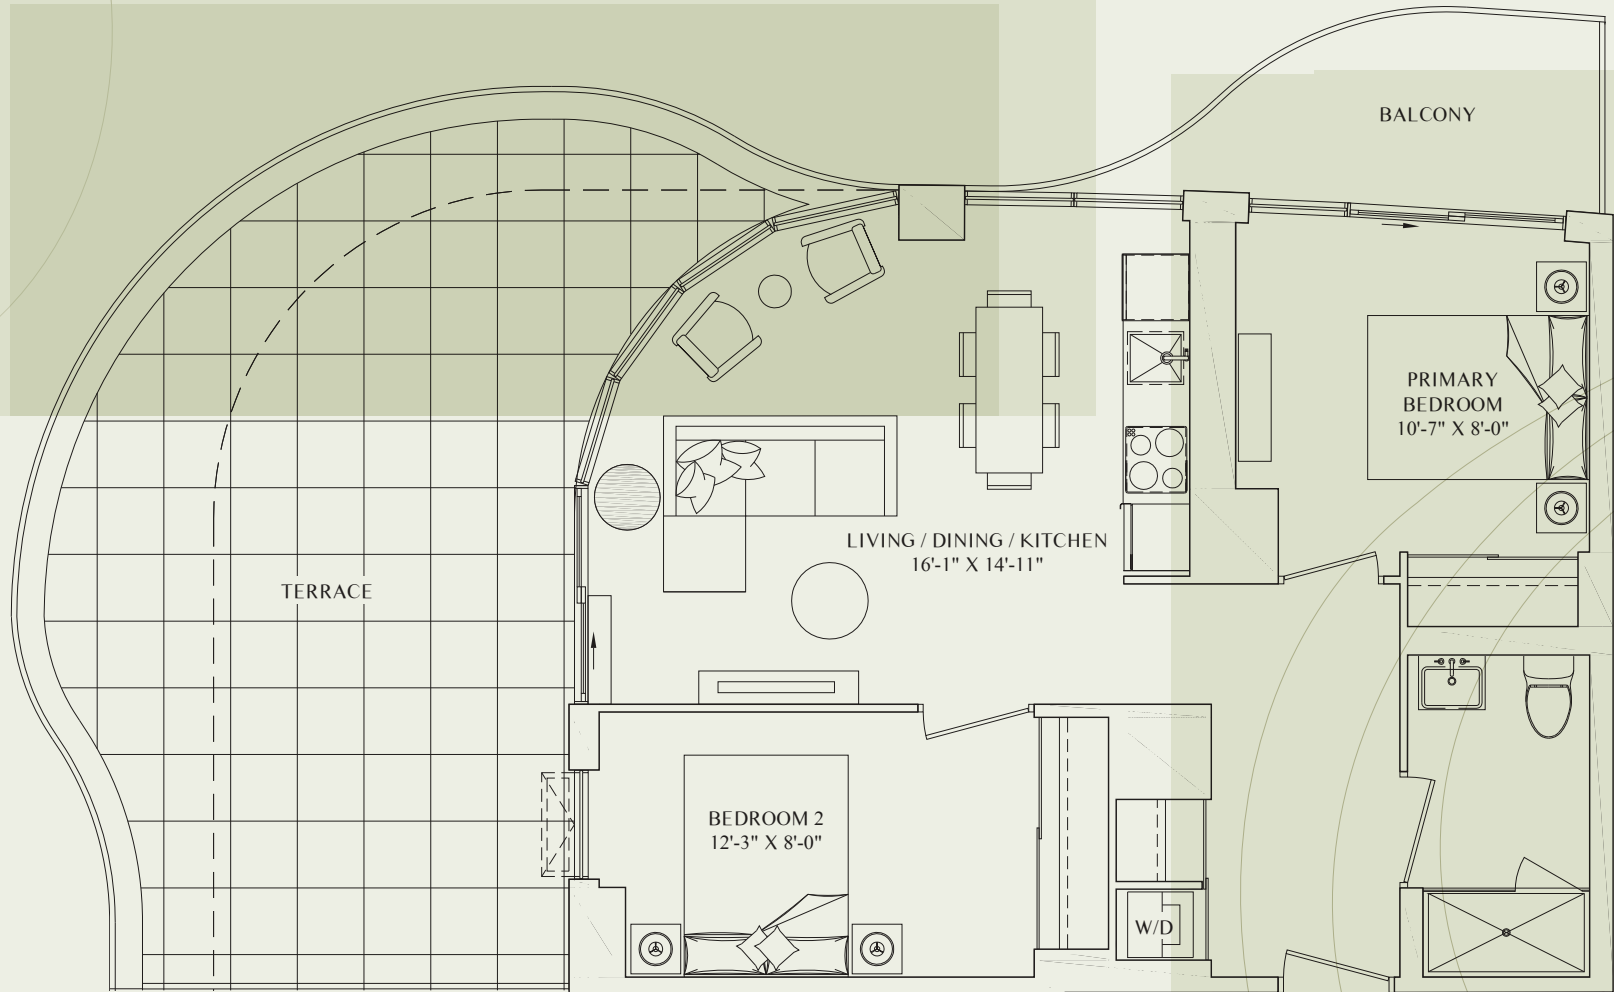 BALCONY
PRIMARY
BEDROOM
10'-7" X 8'-0"
LIVING / DINING / KITCHEN
16'-1" X 14'-11"
TERRACE
BEDROOM 2
12'-3" X 8'-0"
W/D